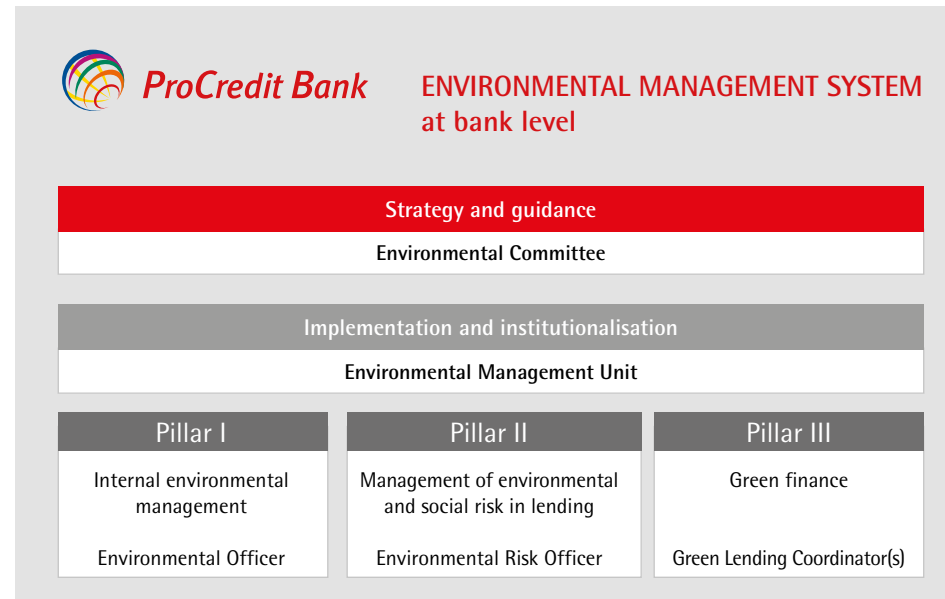 ProCredit Bank
ENVIRONMENTAL MANAGEMENT SYSTEM
at bank level
Strategy and guidance
Environmental Committee
Implementation and institutionalisation
Environmental Management Unit
Pillar I
Internal environmental
management
Environmental Officer
Pillar II
Management of environmental
and social risk in lending
Environmental Risk Officer
Pillar III
Green finance
Green Lending Coordinator(s)